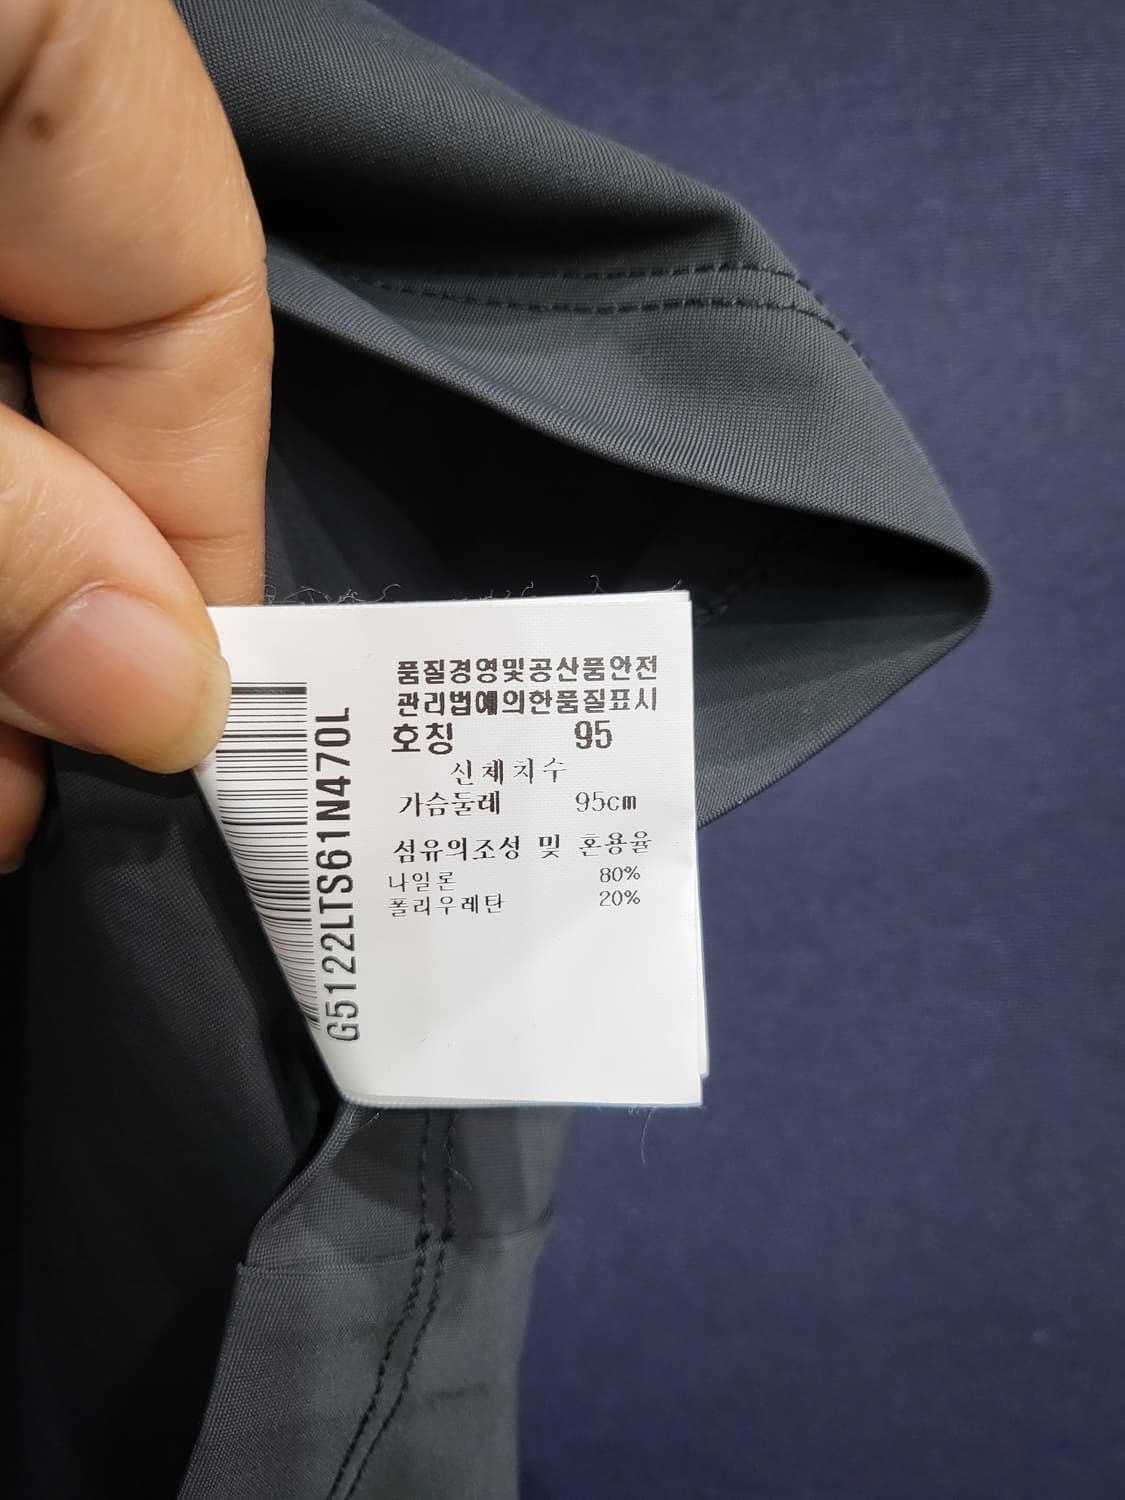 품질경영및공산품안전
관리법에의한품질표시
호칭 95
신체치수
가슴둘레 95cm
섬유의조성 및 혼용율
나일론 80%
폴리우레탄 20%
G5122LTS61N470L